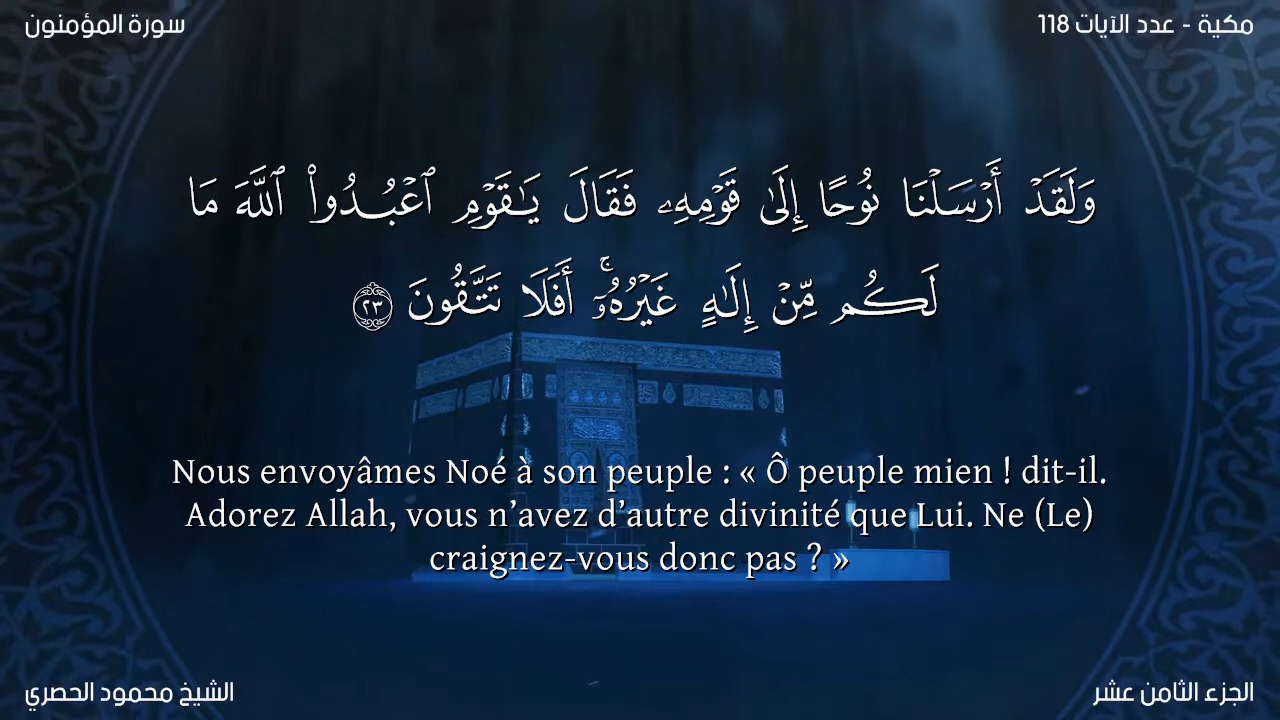 سورة المؤمنون
مكية - عدد الآيات 118
وَلَقَدْ أَرْسَلْنَا نُوحًا إِلَىٰ قَوْمِهِۦ فَقَالَ يَـٰقَوْمِ ٱعْبُدُوا۟ ٱللَّهَ مَا
لَكُم مِّنْ إِلَـٰهٍ غَيْرُهُۥٓ ۚ أَفَلَا تَتَّقُونَ ٢٣
Nous envoyâmes Noé à son peuple : « Ô peuple mien ! dit-il.
Adorez Allah, vous n’avez d’autre divinité que Lui. Ne (Le)
craignez-vous donc pas ? »
الشيخ محمود الحصري
الجزء الثامن عشر